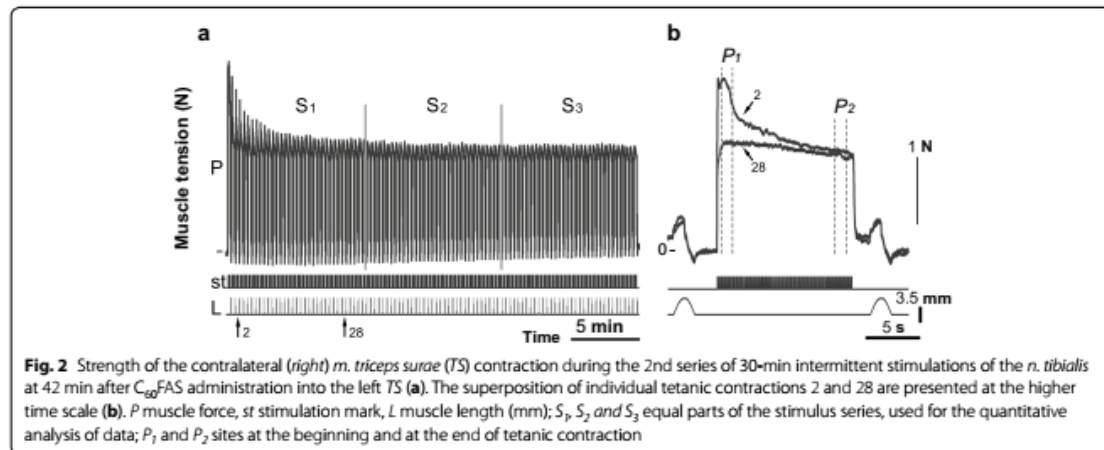 a
b
P1
P2
S1
S2
S3
2
28
Muscle tension (N)
P
-
0-
1 N
st
L
2
28
Time
5 min
3.5 mm
5 s
Fig. 2 Strength of the contralateral (right) m. triceps surae (TS) contraction during the 2nd series of 30-min intermittent stimulations of the n. tibialis
at 42 min after C60FAS administration into the left TS (a). The superposition of individual tetanic contractions 2 and 28 are presented at the higher
time scale (b). P muscle force, st stimulation mark, L muscle length (mm); S1, S2 and S3 equal parts of the stimulus series, used for the quantitative
analysis of data; P1 and P2 sites at the beginning and at the end of tetanic contraction